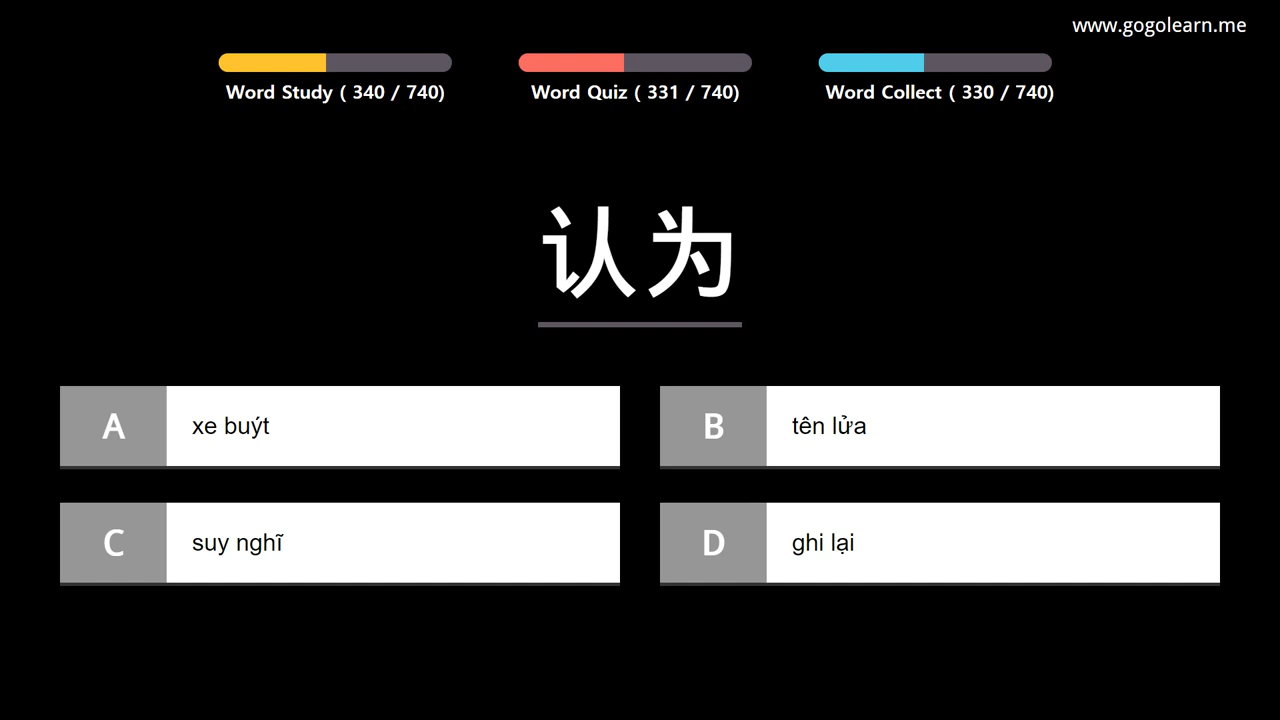 www.gogolearn.me
Word Study ( 340 / 740)
Word Quiz ( 331 / 740)
Word Collect ( 330 / 740)
认为
A xe buýt
B tên lửa
C suy nghĩ
D ghi lại